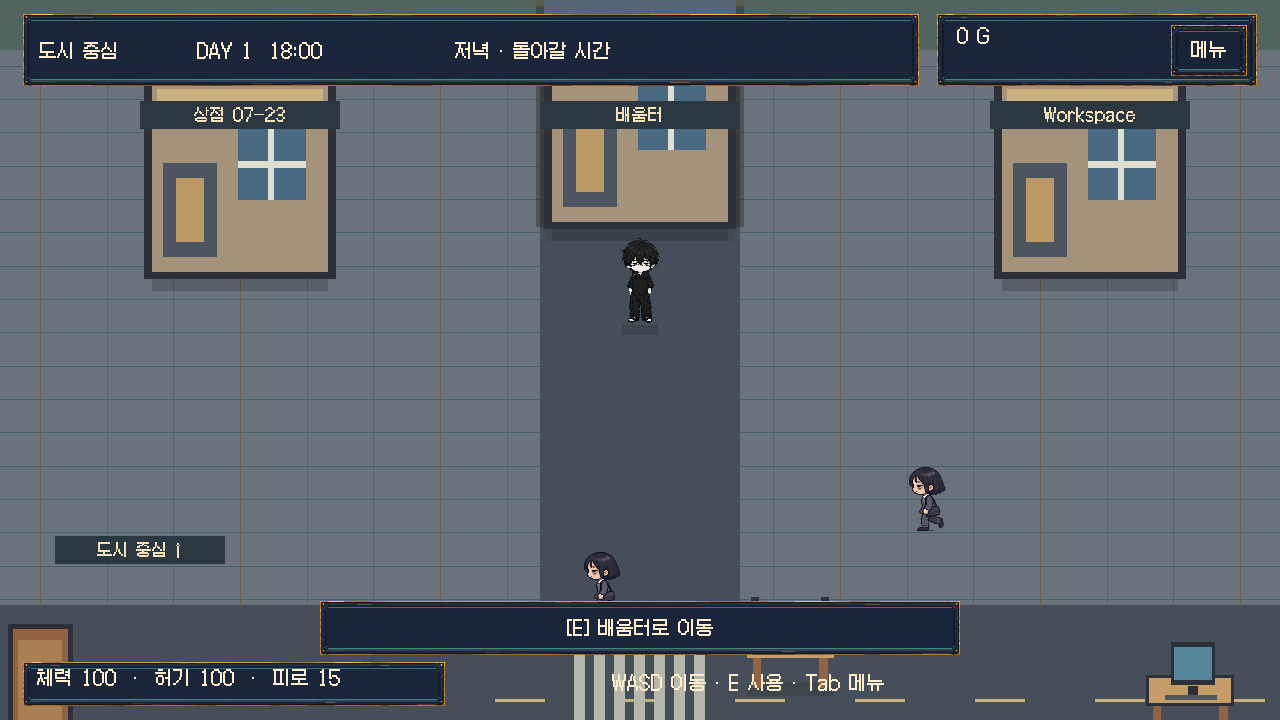 도시 중심 DAY 1 18:00 저녁 · 돌아갈 시간
0 G
메뉴
상점 07-23
배움터
Workspace
도시 중심 ↑
[E] 배움터로 이동
체력 100 · 허기 100 · 피로 15
WASD 이동 · E 사용 · Tab 메뉴